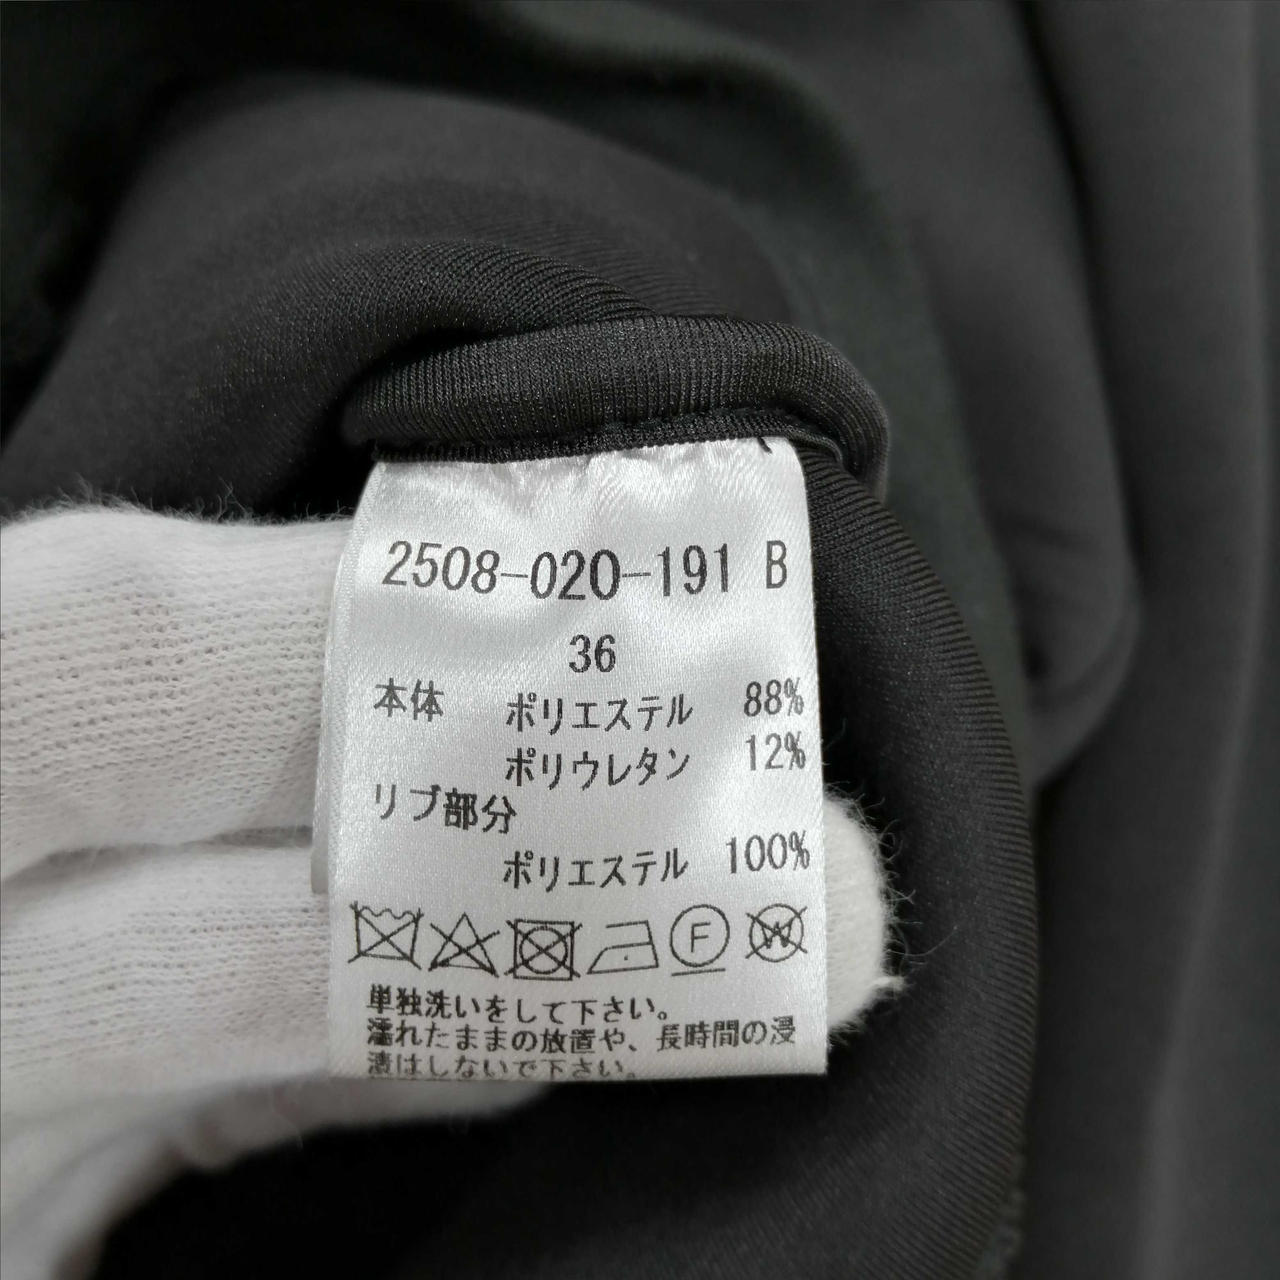 2508-020-191 B
36
本体 ポリエステル 88%
ポリウレタン 12%
リブ部分
ポリエステル 100%
F W
単独洗いをして下さい。
濡れたままの放置や、長時間の浸
漬はしないで下さい。